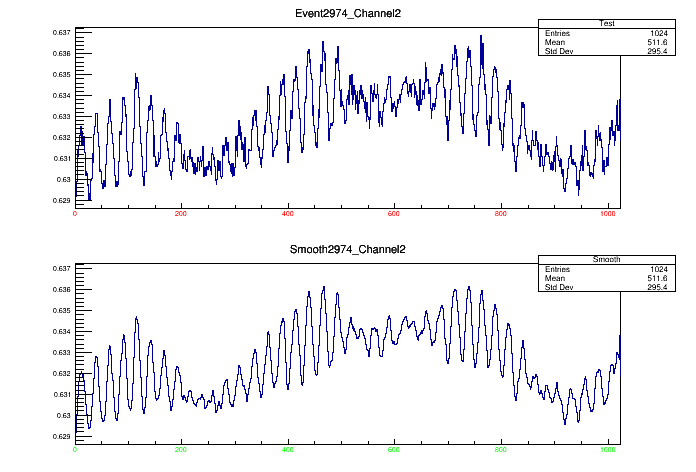 Event2974_Channel2
Test
Entries 1024
Mean 511.6
Std Dev 295.4
0.637
0.636
0.635
0.634
0.633
0.632
0.631
0.63
0.629
0 200 400 600 800 1000
Smooth2974_Channel2
Smooth
Entries 1024
Mean 511.6
Std Dev 295.4
0.637
0.636
0.635
0.634
0.633
0.632
0.631
0.63
0.629
0 200 400 600 800 1000